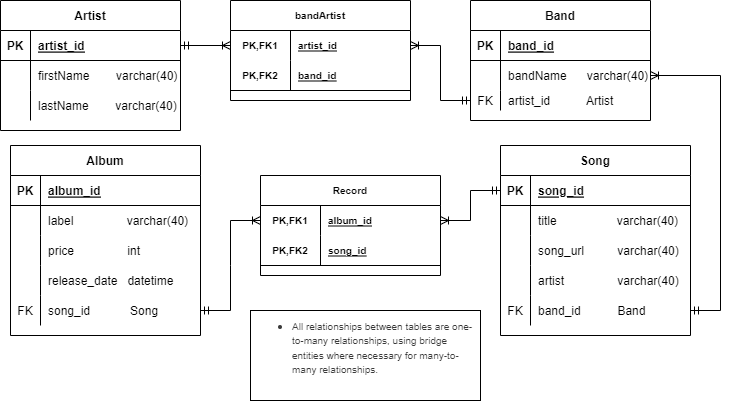 Artist
PK artist_id
firstName varchar(40)
lastName varchar(40)
bandArtist
PK,FK1 artist_id
PK,FK2 band_id
Band
PK band_id
bandName varchar(40)
FK artist_id Artist
Album
PK album_id
label varchar(40)
price int
release_date datetime
FK song_id Song
Record
PK,FK1 album_id
PK,FK2 song_id
Song
PK song_id
title varchar(40)
song_url varchar(40)
artist varchar(40)
FK band_id Band
• All relationships between tables are one-
to-many relationships, using bridge
entities where necessary for many-to-
many relationships.